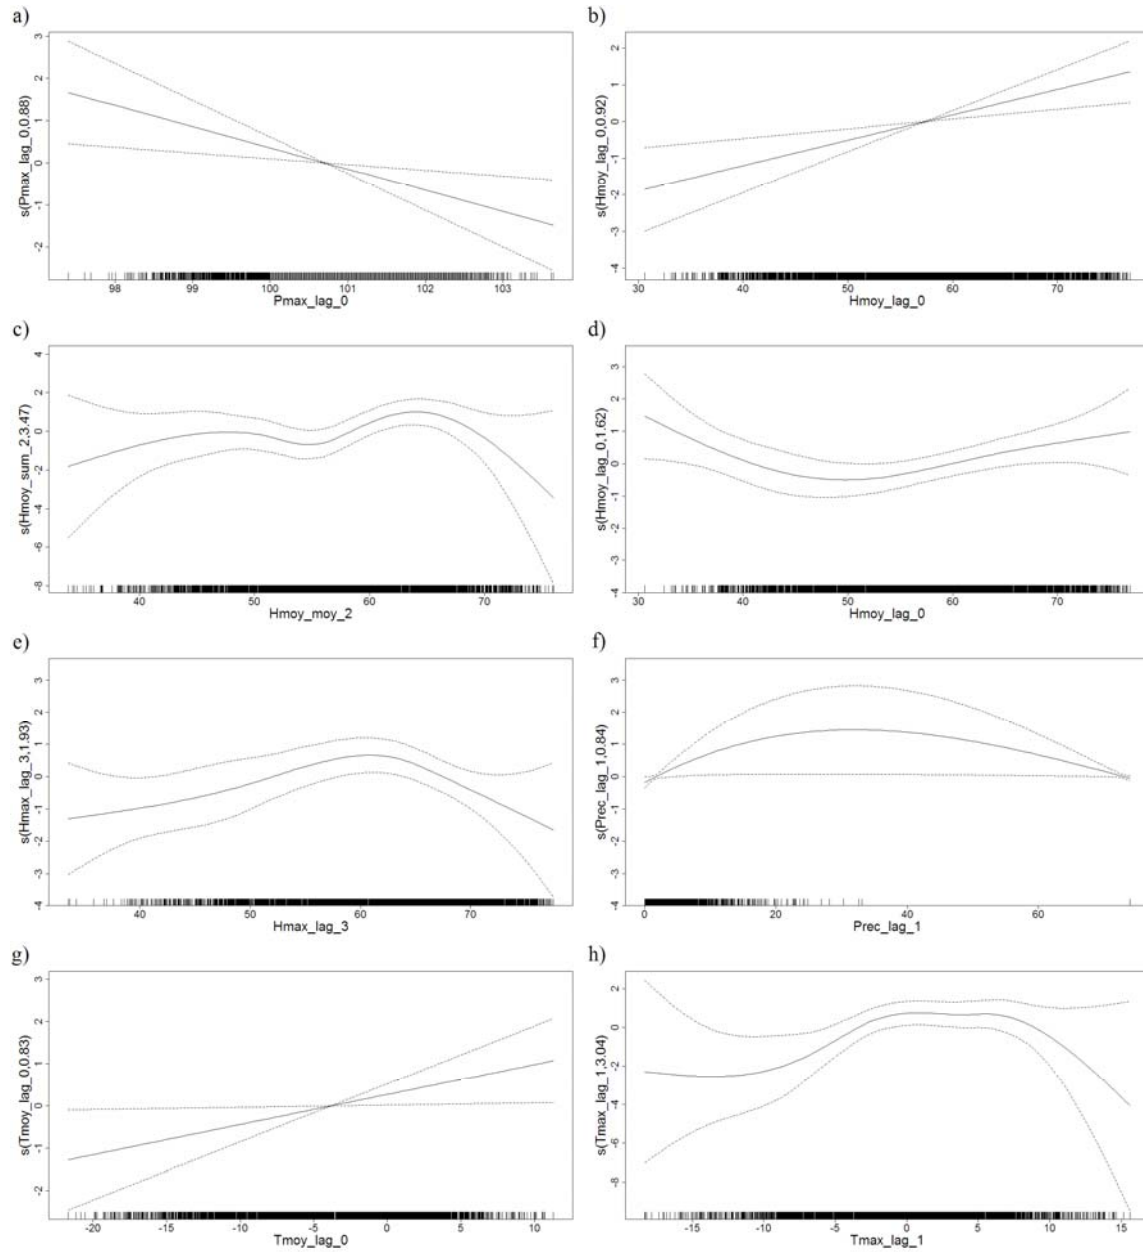 a)
3
2
1
0
-1
-2
s(Pmax_lag_0,0.88)
98 99 100 101 102 103
Pmax_lag_0
b)
2
1
0
-1
-2
-3
-4
s(Hmoy_lag_0,0.92)
30 40 50 60 70
Hmoy_lag_0
c)
4
2
0
-2
-4
-6
-8
s(Hmoy_sum_2,3.47)
40 50 60 70
Hmoy_moy_2
d)
3
2
1
0
-1
-2
-3
-4
s(Hmoy_lag_0,1.62)
30 40 50 60 70
Hmoy_lag_0
e)
3
2
1
0
-1
-2
-3
-4
s(Hmax_lag_3,1.93)
40 50 60 70
Hmax_lag_3
f)
3
2
1
0
-1
-2
-3
-4
s(Prec_lag_1,0.84)
0 20 40 60
Prec_lag_1
g)
3
2
1
0
-1
-2
s(Tmoy_lag_0,0.83)
-20 -15 -10 -5 0 5 10
Tmoy_lag_0
h)
2
0
-2
-4
-6
-8
s(Tmax_lag_1,3.04)
-15 -10 -5 0 5 10 15
Tmax_lag_1